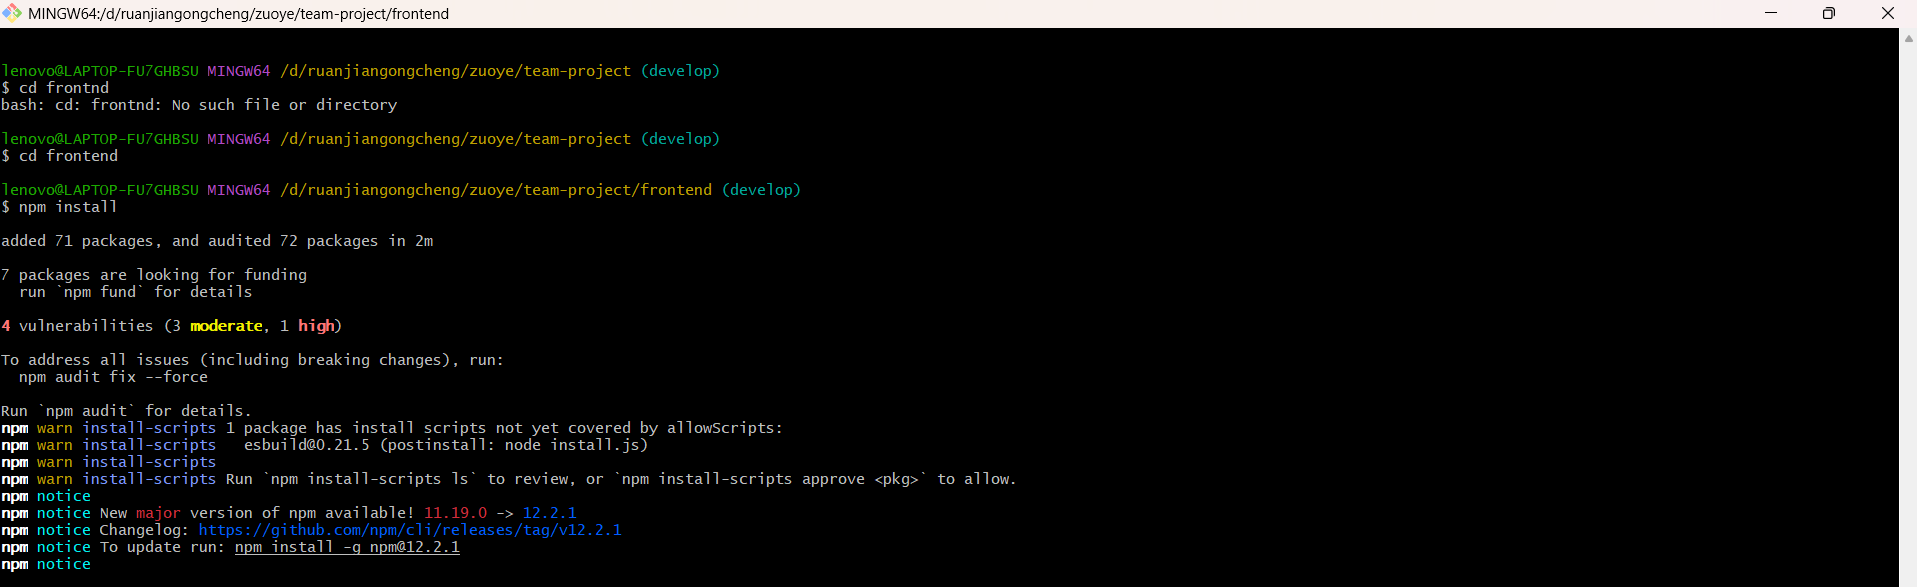 MINGW64:/d/ruanjiangongcheng/zuoye/team-project/frontend
lenovo@LAPTOP-FU7GHBSU MINGW64 /d/ruanjiangongcheng/zuoye/team-project (develop)
$ cd frontnd
bash: cd: frontnd: No such file or directory
lenovo@LAPTOP-FU7GHBSU MINGW64 /d/ruanjiangongcheng/zuoye/team-project (develop)
$ cd frontend
lenovo@LAPTOP-FU7GHBSU MINGW64 /d/ruanjiangongcheng/zuoye/team-project/frontend (develop)
$ npm install
added 71 packages, and audited 72 packages in 2m
7 packages are looking for funding
  run `npm fund` for details
4 vulnerabilities (3 moderate, 1 high)
To address all issues (including breaking changes), run:
  npm audit fix --force
Run `npm audit` for details.
npm warn install-scripts 1 package has install scripts not yet covered by allowScripts:
npm warn install-scripts   esbuild@0.21.5 (postinstall: node install.js)
npm warn install-scripts
npm warn install-scripts Run `npm install-scripts ls` to review, or `npm install-scripts approve <pkg>` to allow.
npm notice
npm notice New major version of npm available! 11.19.0 -> 12.2.1
npm notice Changelog: https://github.com/npm/cli/releases/tag/v12.2.1
npm notice To update run: npm install -g npm@12.2.1
npm notice